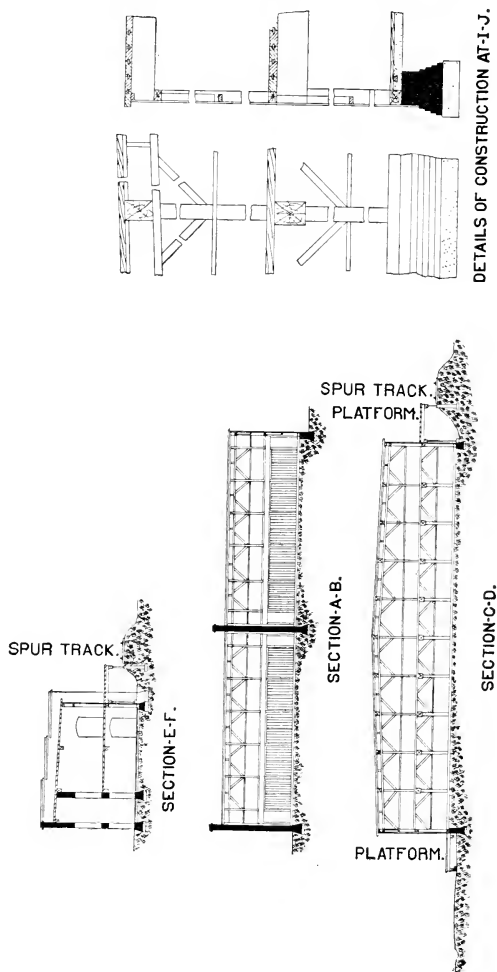 DETAILS OF CONSTRUCTION AT-I-J.
SPUR TRACK.
SECTION-E-F.
SECTION-A-B.
SPUR TRACK.
PLATFORM.
PLATFORM.
SECTION-C-D.